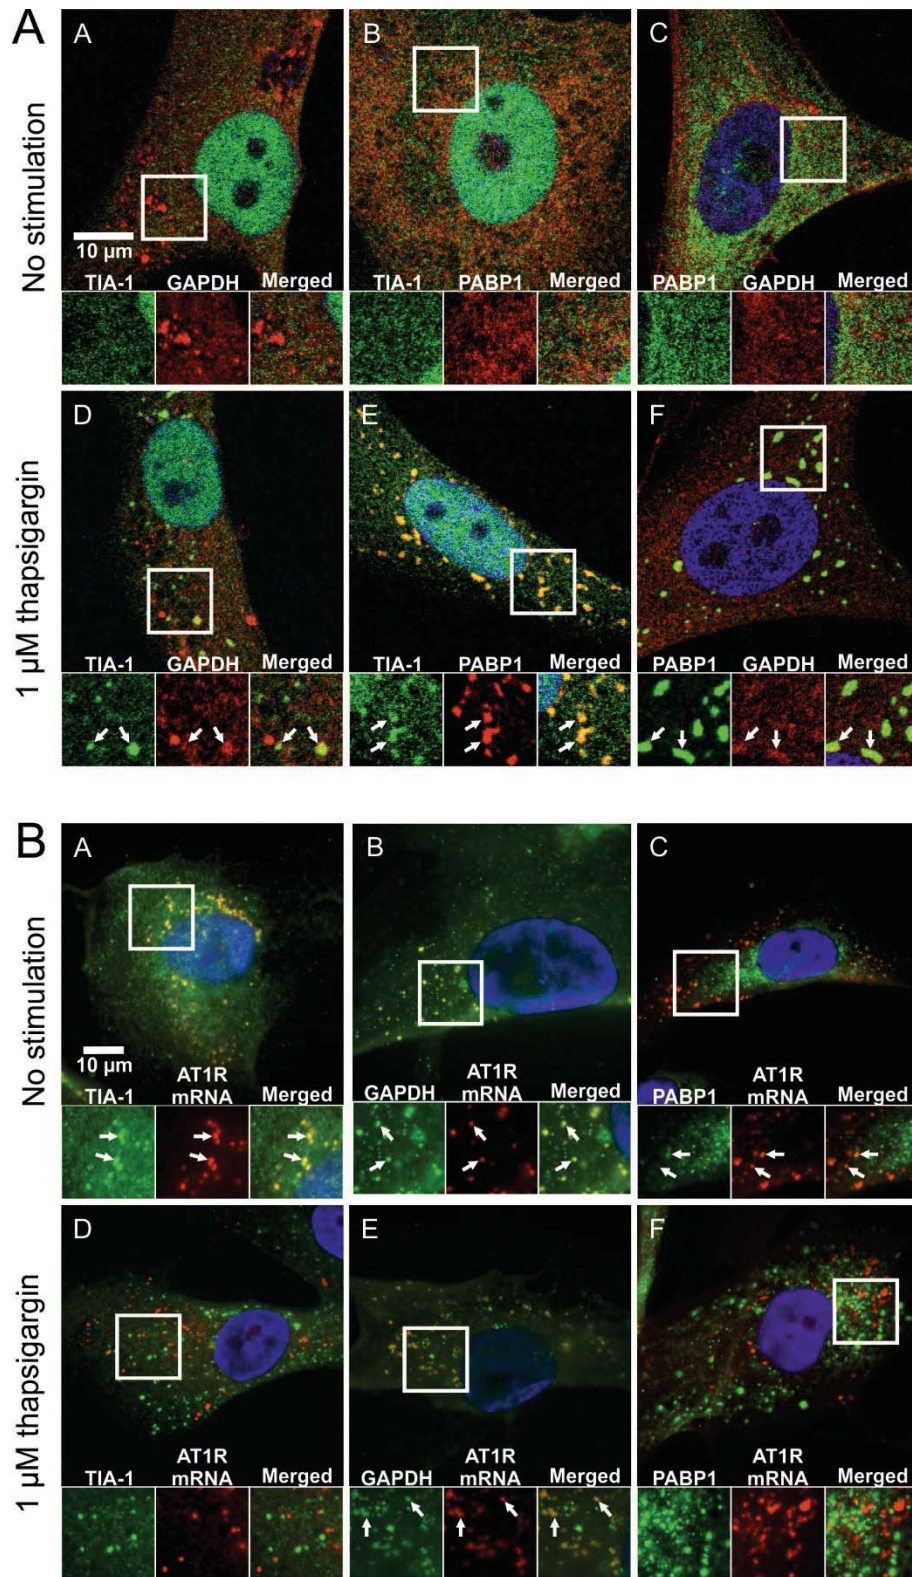 A
No stimulation
A
B
C
10 µm
TIA-1 GAPDH Merged
TIA-1 PABP1 Merged
PABP1 GAPDH Merged
1 µM thapsigargin
D
E
F
TIA-1 GAPDH Merged
TIA-1 PABP1 Merged
PABP1 GAPDH Merged
B
No stimulation
A
B
C
10 µm
AT1R
TIA-1 mRNA Merged
AT1R
GAPDH mRNA Merged
AT1R
PABP1 mRNA Merged
1 µM thapsigargin
D
E
F
AT1R
TIA-1 mRNA Merged
AT1R
GAPDH mRNA Merged
AT1R
PABP1 mRNA Merged